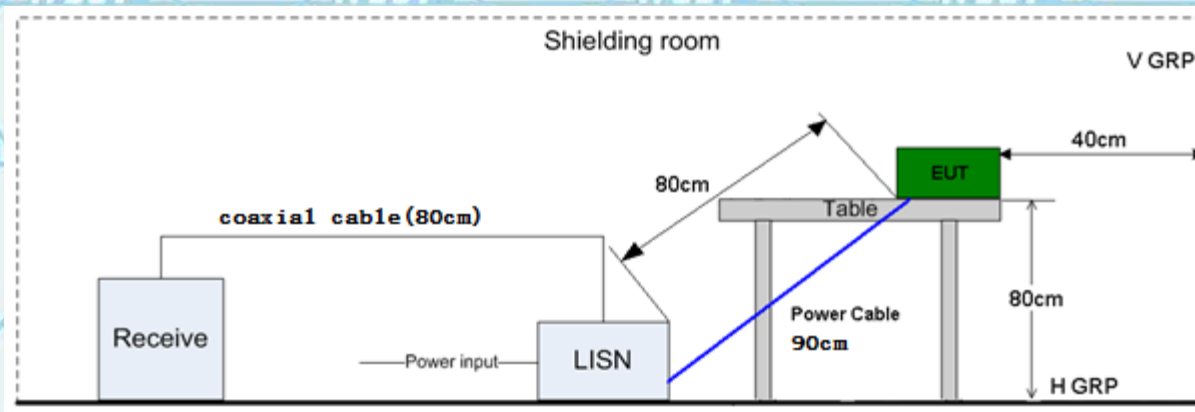 Shielding room
V GRP
40cm
EUT
80cm
Table
coaxial cable(80cm)
80cm
Power Cable
90cm
Receive
Power input
LISN
H GRP